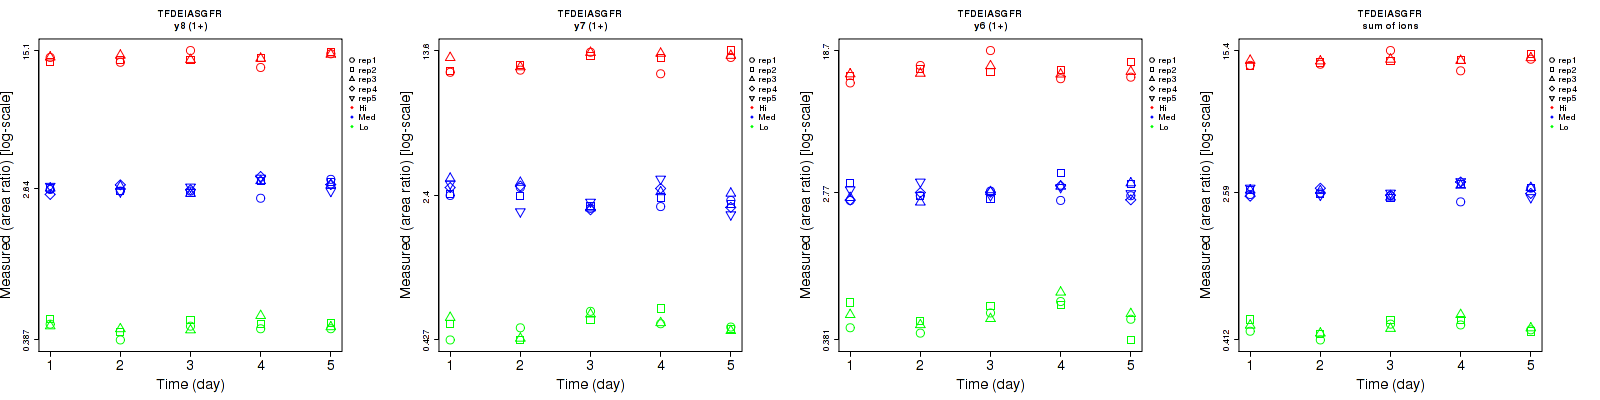 TFDEIASGFR
y8 (1+)
Measured (area ratio) [log-scale]
15.1
2.64
0.387
1 2 3 4 5
Time (day)
rep1
rep2
rep3
rep4
rep5
Hi
Med
Lo
TFDEIASGFR
y7 (1+)
Measured (area ratio) [log-scale]
13.6
2.4
0.427
1 2 3 4 5
Time (day)
rep1
rep2
rep3
rep4
rep5
Hi
Med
Lo
TFDEIASGFR
y6 (1+)
Measured (area ratio) [log-scale]
18.7
2.77
0.381
1 2 3 4 5
Time (day)
rep1
rep2
rep3
rep4
rep5
Hi
Med
Lo
TFDEIASGFR
sum of ions
Measured (area ratio) [log-scale]
15.4
2.59
0.412
1 2 3 4 5
Time (day)
rep1
rep2
rep3
rep4
rep5
Hi
Med
Lo